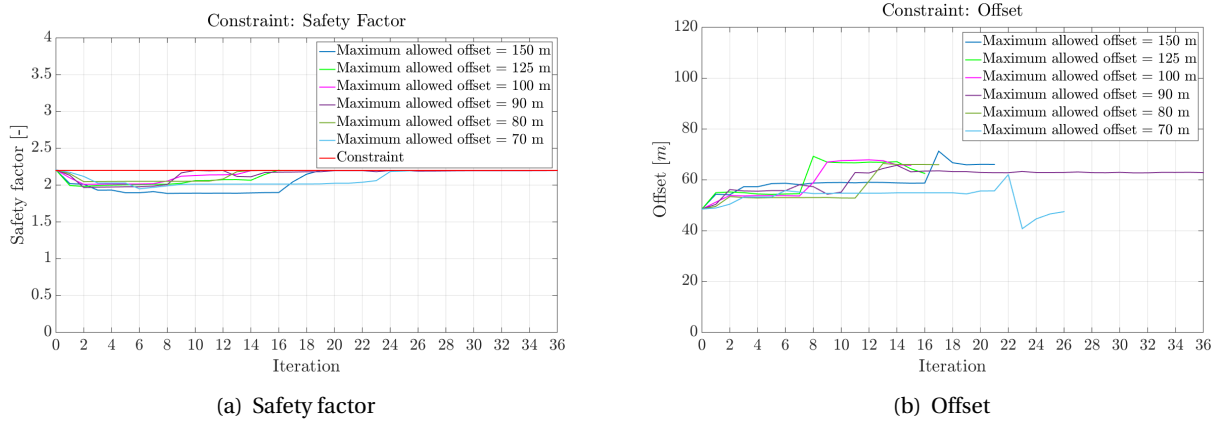 Constraint: Safety Factor
4
3.5
3
2.5
2
1.5
1
0.5
0
Safety factor [-]
Maximum allowed offset = 150 m
Maximum allowed offset = 125 m
Maximum allowed offset = 100 m
Maximum allowed offset = 90 m
Maximum allowed offset = 80 m
Maximum allowed offset = 70 m
Constraint
0 2 4 6 8 10 12 14 16 18 20 22 24 26 28 30 32 34 36
Iteration
(a) Safety factor
Constraint: Offset
120
100
80
60
40
20
0
Offset [m]
Maximum allowed offset = 150 m
Maximum allowed offset = 125 m
Maximum allowed offset = 100 m
Maximum allowed offset = 90 m
Maximum allowed offset = 80 m
Maximum allowed offset = 70 m
0 2 4 6 8 10 12 14 16 18 20 22 24 26 28 30 32 34 36
Iteration
(b) Offset